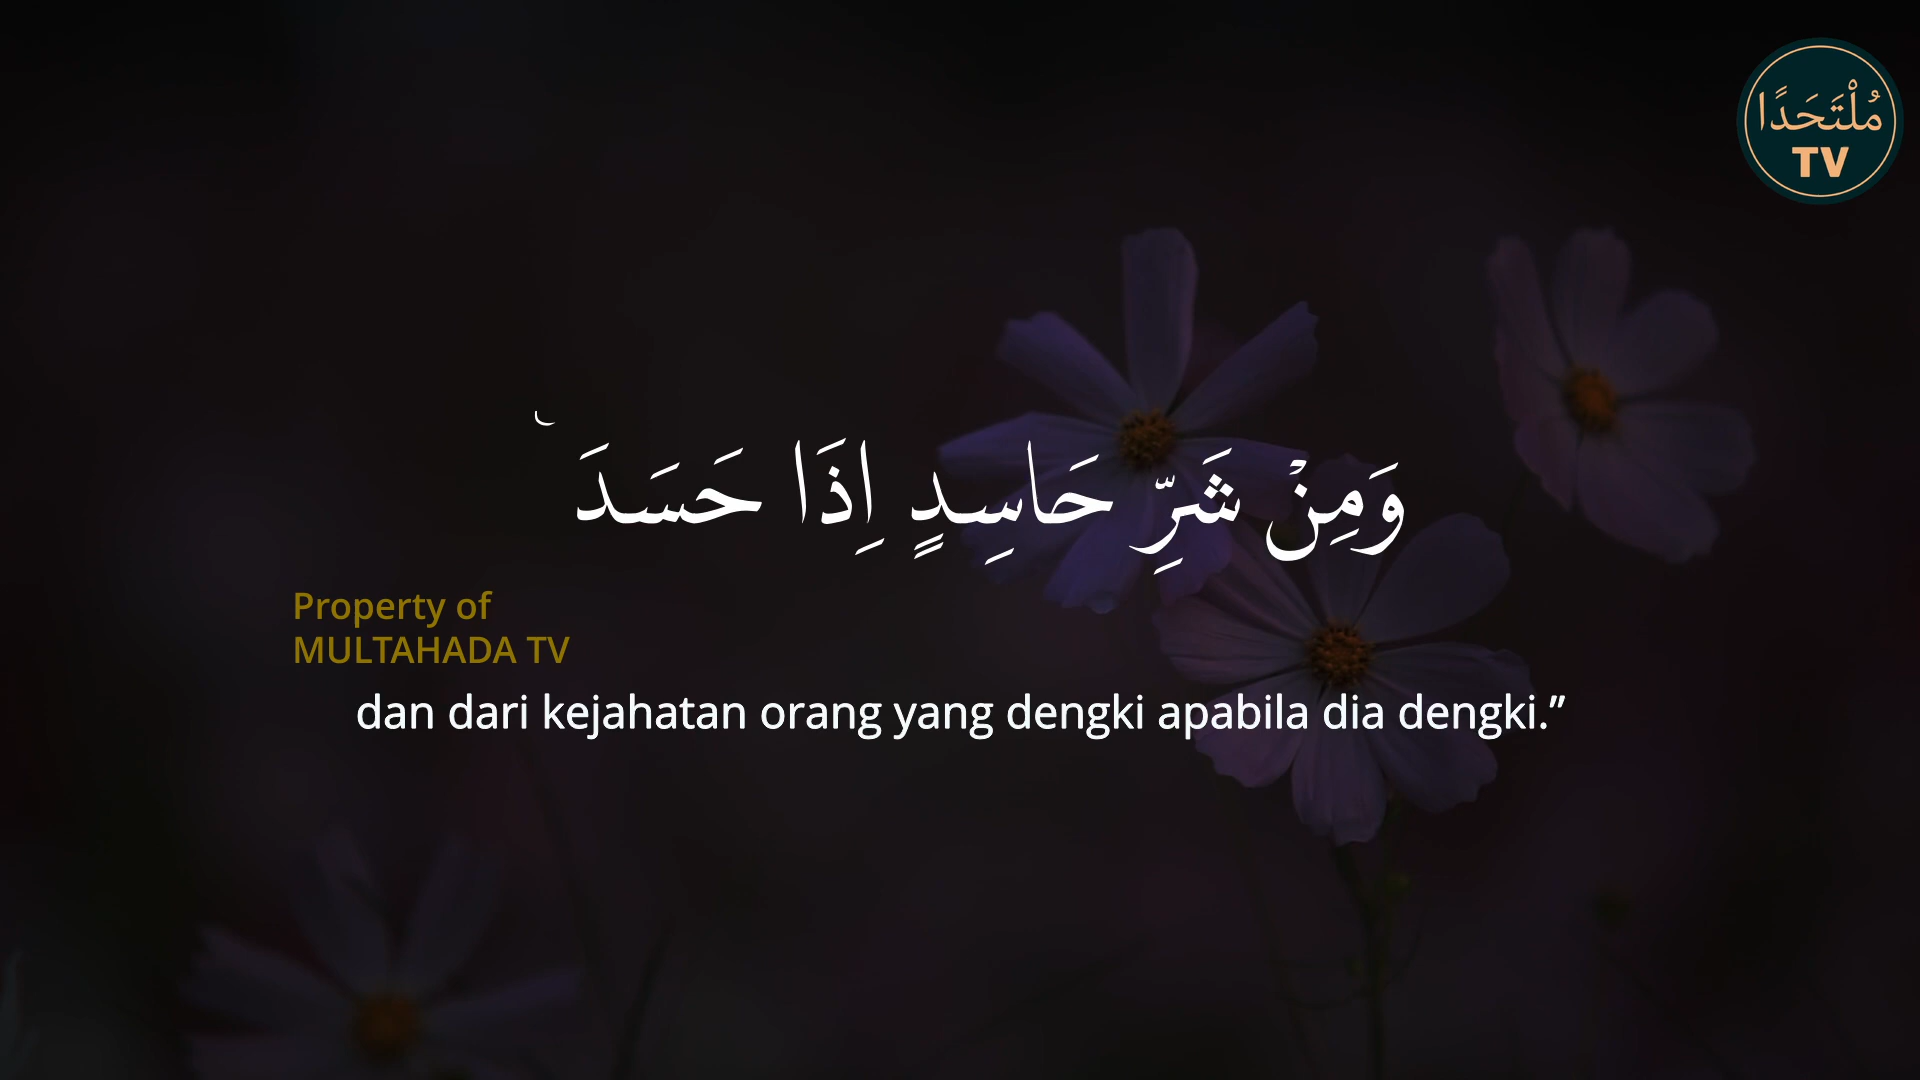 مُلْتَحَدًا
TV
وَمِنْ شَرِّ حَاسِدٍ اِذَا حَسَدَ ࣖ
Property of
MULTAHADA TV
dan dari kejahatan orang yang dengki apabila dia dengki.”